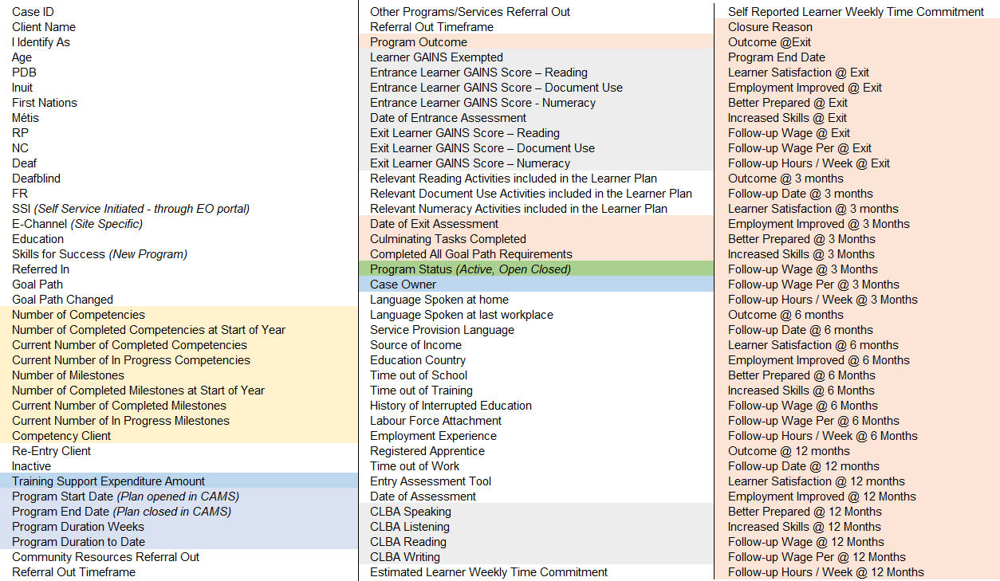 Case ID
Client Name
I Identify As
Age
PDB
Inuit
First Nations
Métis
RP
NC
Deaf
Deafblind
FR
SSI (Self Service Initiated - through EO portal)
E-Channel (Site Specific)
Education
Skills for Success (New Program)
Referred In
Goal Path
Goal Path Changed
Number of Competencies
Number of Completed Competencies at Start of Year
Current Number of Completed Competencies
Current Number of In Progress Competencies
Number of Milestones
Number of Completed Milestones at Start of Year
Current Number of Completed Milestones
Current Number of In Progress Milestones
Competency Client
Re-Entry Client
Inactive
Training Support Expenditure Amount
Program Start Date (Plan opened in CAMS)
Program End Date (Plan closed in CAMS)
Program Duration Weeks
Program Duration to Date
Community Resources Referral Out
Referral Out Timeframe
Other Programs/Services Referral Out
Referral Out Timeframe
Program Outcome
Learner GAINS Exempted
Entrance Learner GAINS Score – Reading
Entrance Learner GAINS Score – Document Use
Entrance Learner GAINS Score - Numeracy
Date of Entrance Assessment
Exit Learner GAINS Score – Reading
Exit Learner GAINS Score – Document Use
Exit Learner GAINS Score – Numeracy
Relevant Reading Activities included in the Learner Plan
Relevant Document Use Activities included in the Learner Plan
Relevant Numeracy Activities included in the Learner Plan
Date of Exit Assessment
Culminating Tasks Completed
Completed All Goal Path Requirements
Program Status (Active, Open Closed)
Case Owner
Language Spoken at home
Language Spoken at last workplace
Service Provision Language
Source of Income
Education Country
Time out of School
Time out of Training
History of Interrupted Education
Labour Force Attachment
Employment Experience
Registered Apprentice
Time out of Work
Entry Assessment Tool
Date of Assessment
CLBA Speaking
CLBA Listening
CLBA Reading
CLBA Writing
Estimated Learner Weekly Time Commitment
Self Reported Learner Weekly Time Commitment
Closure Reason
Outcome @Exit
Program End Date
Learner Satisfaction @ Exit
Employment Improved @ Exit
Better Prepared @ Exit
Increased Skills @ Exit
Follow-up Wage @ Exit
Follow-up Wage Per @ Exit
Follow-up Hours / Week @ Exit
Outcome @ 3 months
Follow-up Date @ 3 months
Learner Satisfaction @ 3 months
Employment Improved @ 3 Months
Better Prepared @ 3 Months
Increased Skills @ 3 Months
Follow-up Wage @ 3 Months
Follow-up Wage Per @ 3 Months
Follow-up Hours / Week @ 3 Months
Outcome @ 6 months
Follow-up Date @ 6 months
Learner Satisfaction @ 6 months
Employment Improved @ 6 Months
Better Prepared @ 6 Months
Increased Skills @ 6 Months
Follow-up Wage @ 6 Months
Follow-up Wage Per @ 6 Months
Follow-up Hours / Week @ 6 Months
Outcome @ 12 months
Follow-up Date @ 12 months
Learner Satisfaction @ 12 months
Employment Improved @ 12 Months
Better Prepared @ 12 Months
Increased Skills @ 12 Months
Follow-up Wage @ 12 Months
Follow-up Wage Per @ 12 Months
Follow-up Hours / Week @ 12 Months